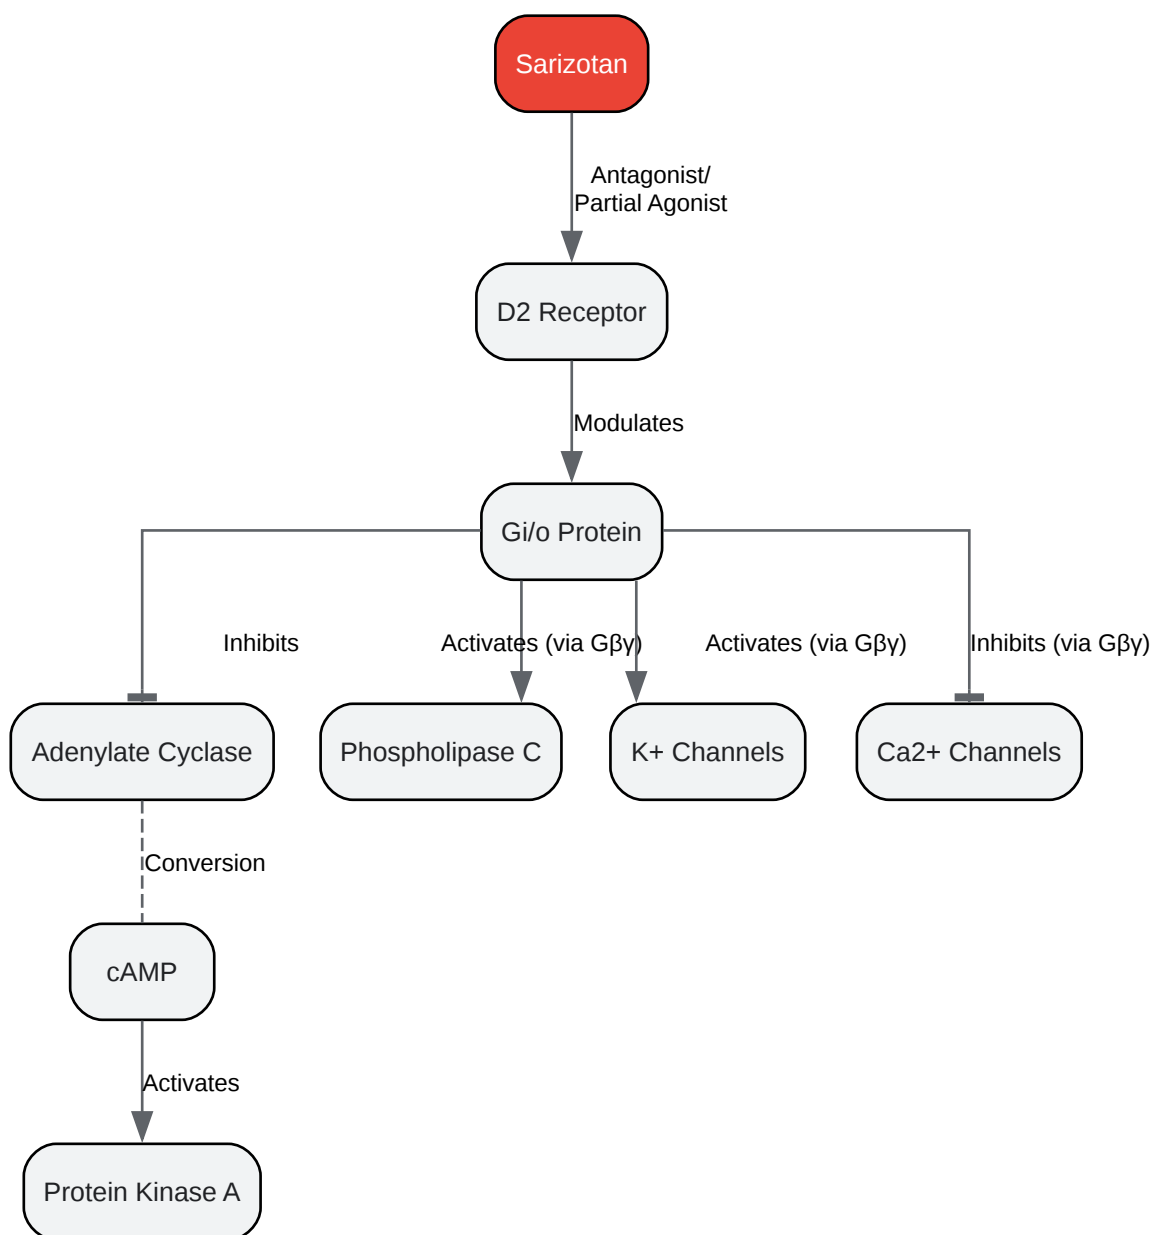 Sarizotan
Antagonist/
Partial Agonist
D2 Receptor
Modulates
Gi/o Protein
Inhibits
Activates (via Gβγ)
Activates (via Gβγ)
Inhibits (via Gβγ)
Adenylate Cyclase
Phospholipase C
K+ Channels
Ca2+ Channels
Conversion
cAMP
Activates
Protein Kinase A